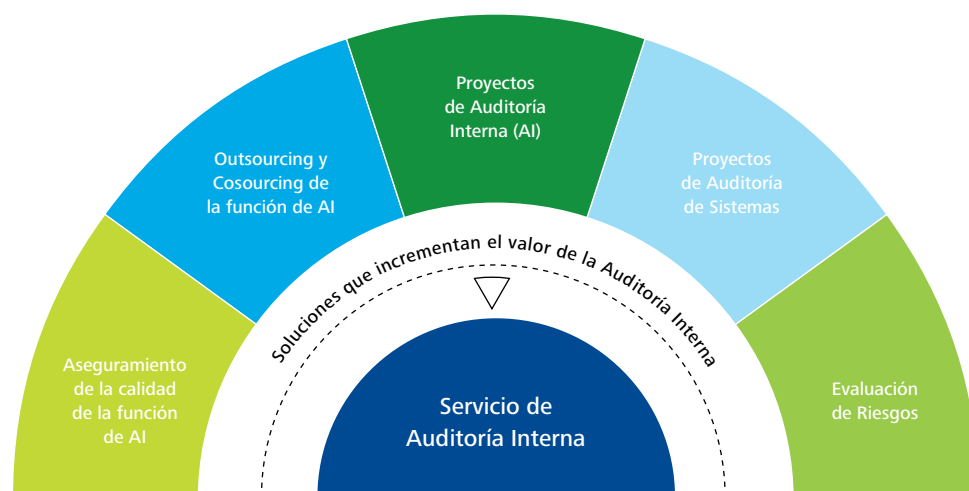 Proyectos
de Auditoría
Interna (AI)
Outsourcing y
Cosourcing de
la función de AI
Proyectos
de Auditoría
de Sistemas
Soluciones que incrementan el valor de la Auditoría Interna
Aseguramiento
de la calidad
de la función
de AI
Evaluación
de Riesgos
Servicio de
Auditoría Interna